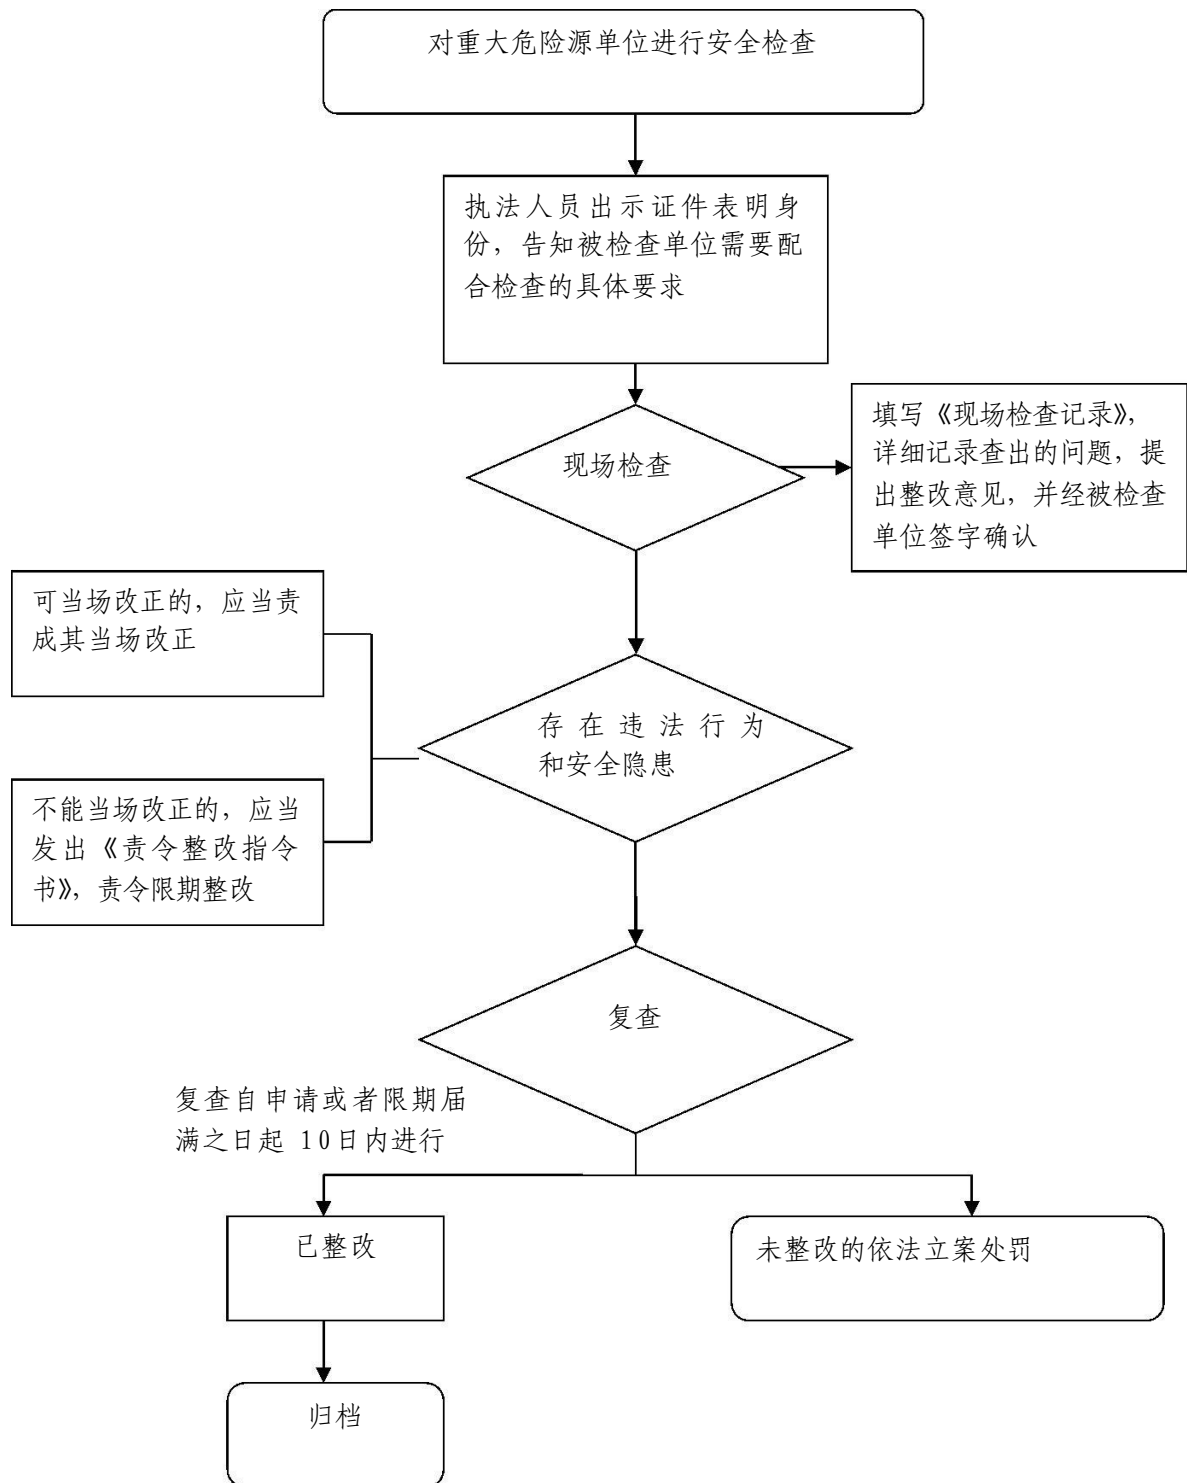 对重大危险源单位进行安全检查
执法人员出示证件表明身
份，告知被检查单位需要配
合检查的具体要求
现场检查
填写《现场检查记录》，
详细记录查出的问题，提
出整改意见，并经被检查
单位签字确认
可当场改正的，应当责
成其当场改正
存在违法行为
和安全隐患
不能当场改正的，应当
发出《责令整改指令
书》，责令限期整改
复查
复查自申请或者限期届
满之日起 10日内进行
已整改
未整改的依法立案处罚
归档